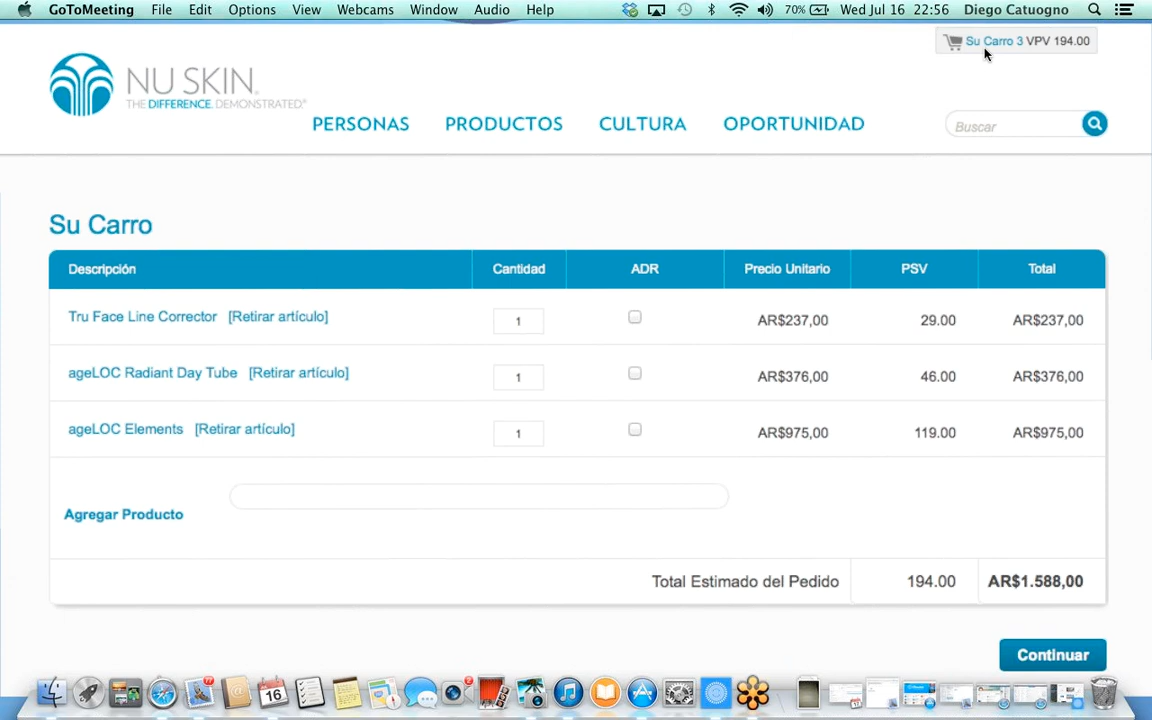 GoToMeeting File Edit Options View Webcams Window Audio Help 70% Wed Jul 16 22:56 Diego Catuogno
Su Carro 3 VPV 194.00
NU SKIN®
THE DIFFERENCE. DEMONSTRATED.®
PERSONAS PRODUCTOS CULTURA OPORTUNIDAD Buscar
Su Carro
Descripción Cantidad ADR Precio Unitario PSV Total
Tru Face Line Corrector [Retirar artículo] 1 AR$237,00 29.00 AR$237,00
ageLOC Radiant Day Tube [Retirar artículo] 1 AR$376,00 46.00 AR$376,00
ageLOC Elements [Retirar artículo] 1 AR$975,00 119.00 AR$975,00
Agregar Producto
Total Estimado del Pedido 194.00 AR$1.588,00
Continuar
16